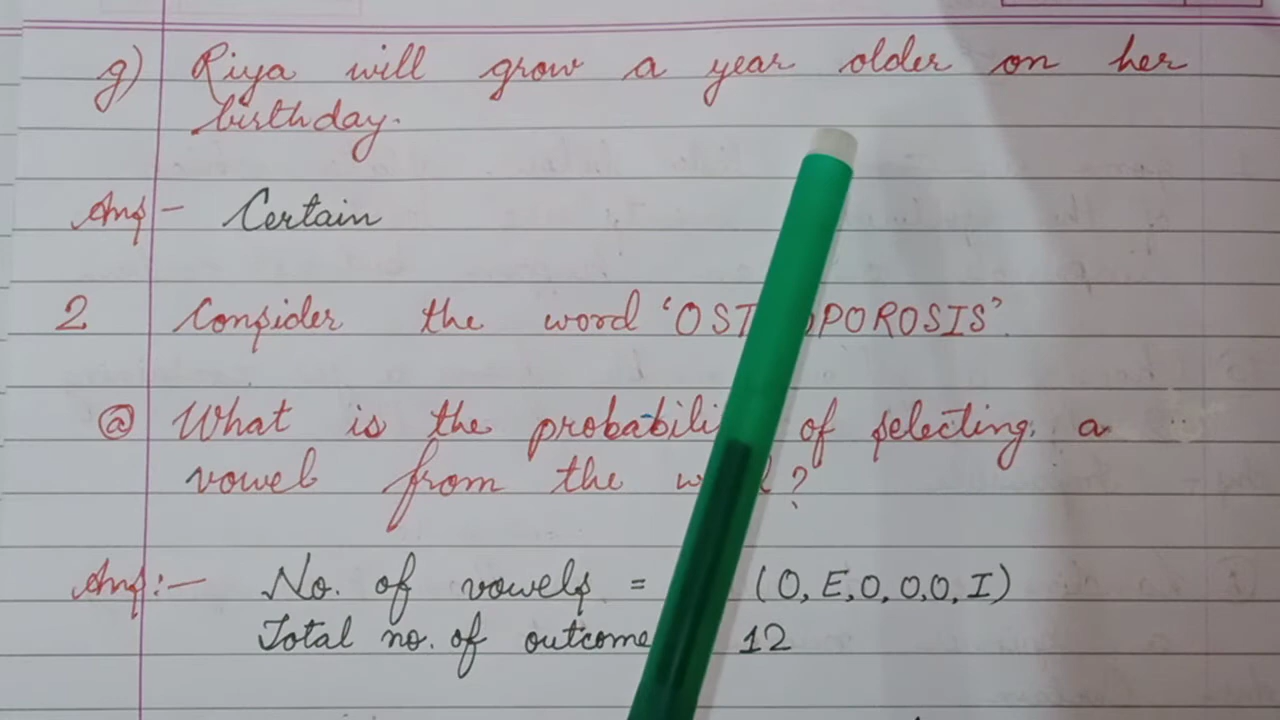 g) Riya will grow a year older on her
birthday.
Ans - Certain
2 Consider the word 'OST POROSIS'.
@ What is the probabili of selecting a
vowel from the w ?
Ans:- No. of vowels = (O, E, O, O, O, I)
Total no. of outcome 12